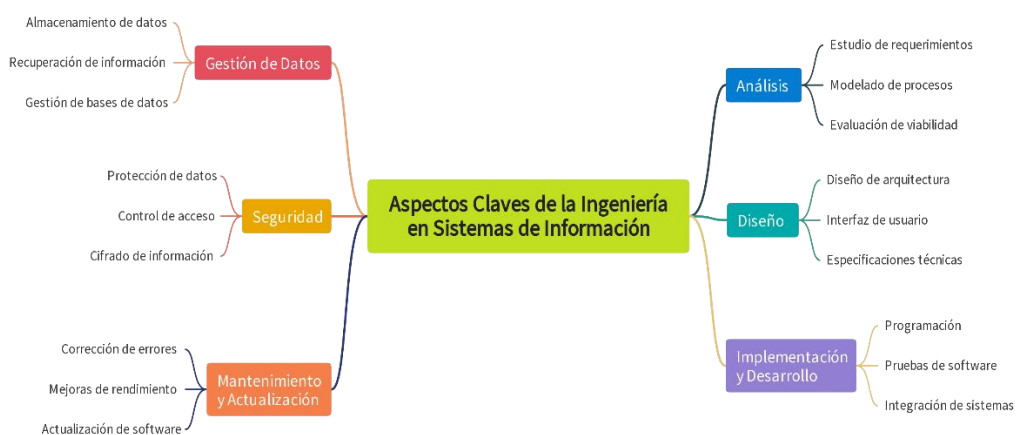 Aspectos Claves de la Ingeniería
en Sistemas de Información
Gestión de Datos
Almacenamiento de datos
Recuperación de información
Gestión de bases de datos
Seguridad
Protección de datos
Control de acceso
Cifrado de información
Mantenimiento
y Actualización
Corrección de errores
Mejoras de rendimiento
Actualización de software
Análisis
Estudio de requerimientos
Modelado de procesos
Evaluación de viabilidad
Diseño
Diseño de arquitectura
Interfaz de usuario
Especificaciones técnicas
Implementación
y Desarrollo
Programación
Pruebas de software
Integración de sistemas